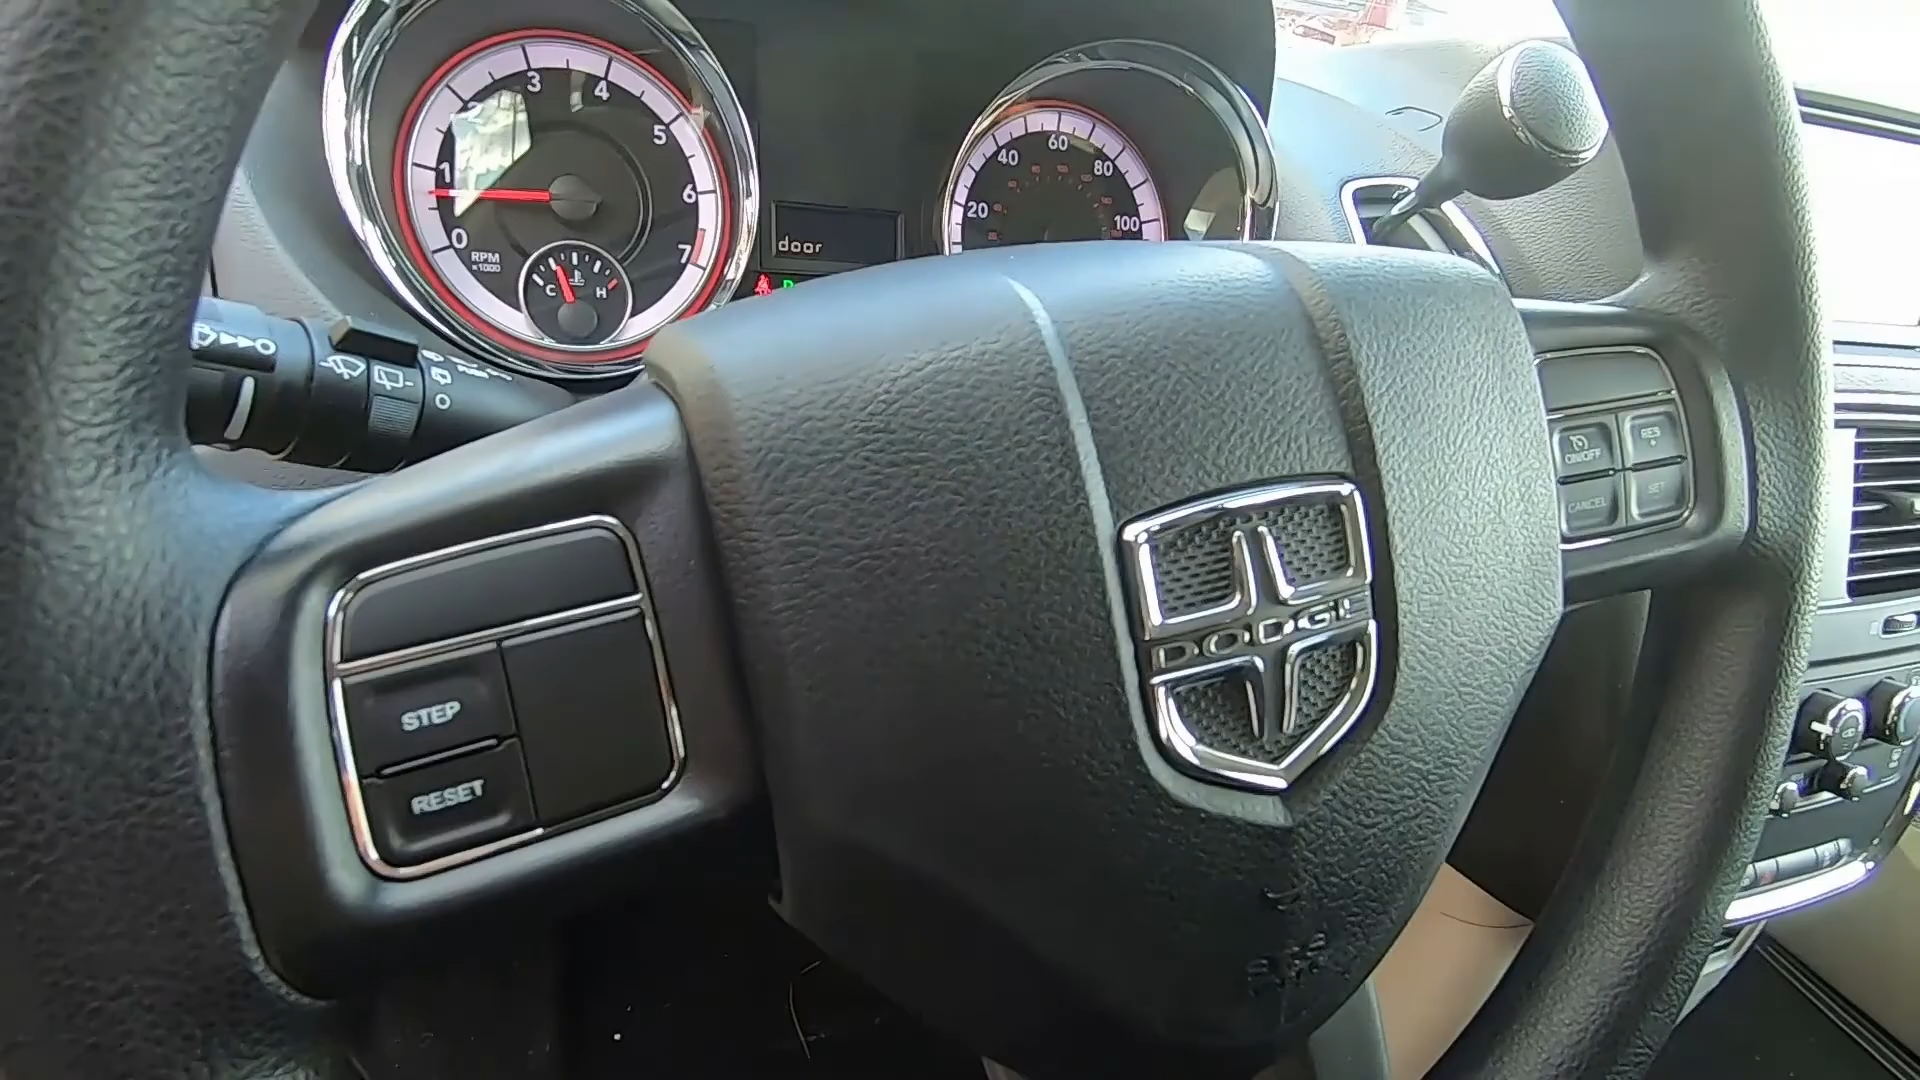 0
1
2
3
4
5
6
7
RPM
x1000
C H
door
20
40
60
80
100
STEP
RESET
DODGE
ON/OFF
RES
+
CANCEL
SET